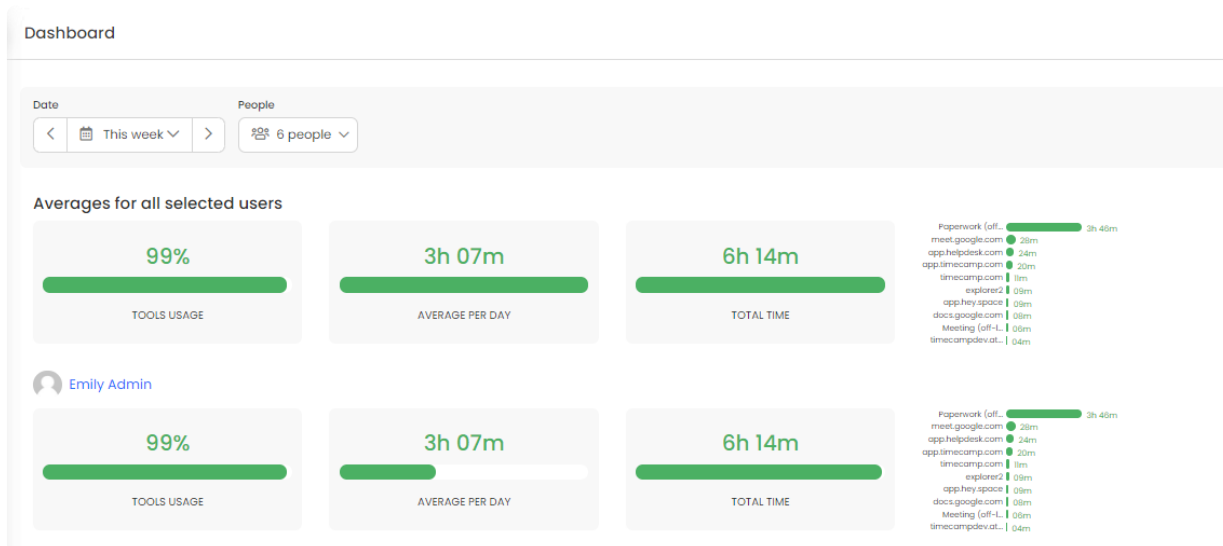 Dashboard
Date
People
This week
6 people
Averages for all selected users
99%
TOOLS USAGE
3h 07m
AVERAGE PER DAY
6h 14m
TOTAL TIME
Paperwork (off... 3h 46m
meet.google.com 28m
app.helpdesk.com 24m
app.timecamp.com 20m
timecamp.com 11m
explorer2 09m
app.hey.space 09m
docs.google.com 08m
Meeting (off-l... 06m
timecampdev.at... 04m
Emily Admin
99%
TOOLS USAGE
3h 07m
AVERAGE PER DAY
6h 14m
TOTAL TIME
Paperwork (off... 3h 46m
meet.google.com 28m
app.helpdesk.com 24m
app.timecamp.com 20m
timecamp.com 11m
explorer2 09m
app.hey.space 09m
docs.google.com 08m
Meeting (off-l... 06m
timecampdev.at... 04m